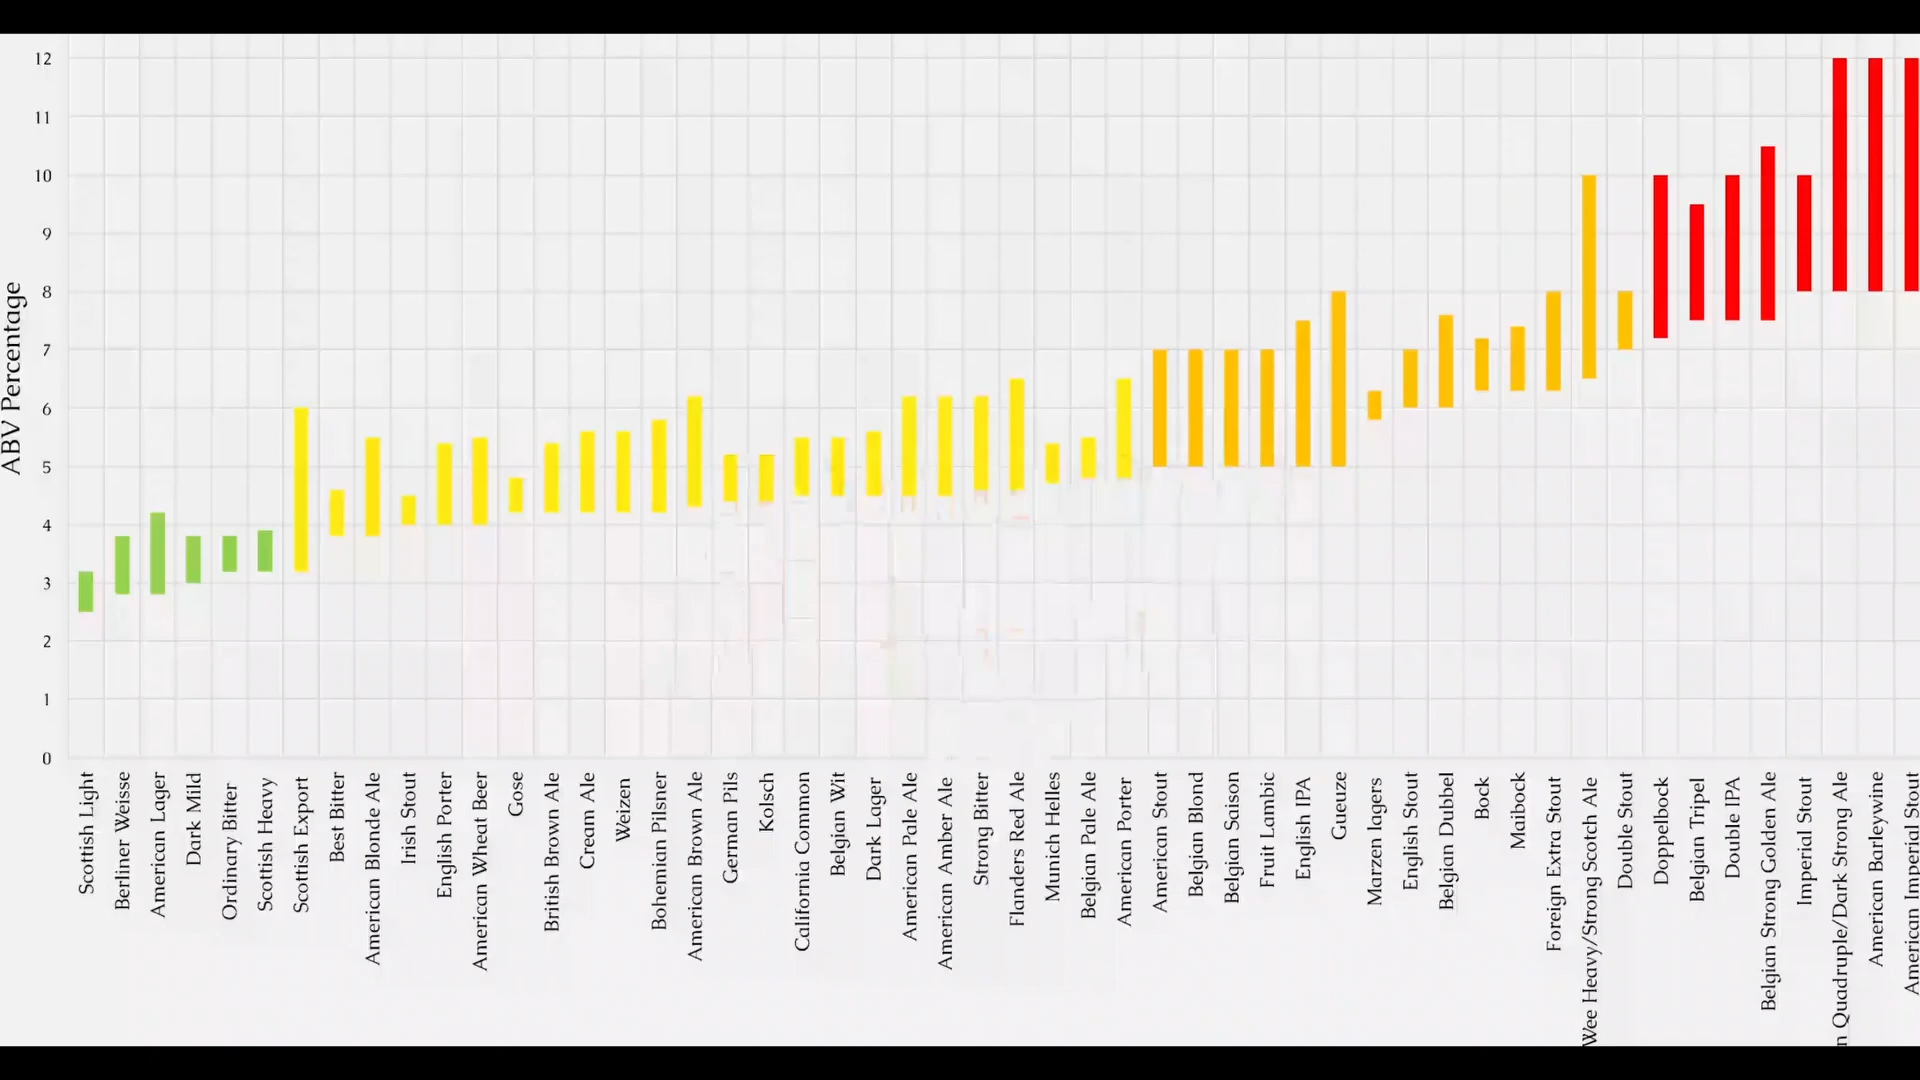 12
11
10
9
8
7
6
5
4
3
2
1
0
ABV Percentage
Scottish Light
Berliner Weisse
American Lager
Dark Mild
Ordinary Bitter
Scottish Heavy
Scottish Export
Best Bitter
American Blonde Ale
Irish Stout
English Porter
American Wheat Beer
Gose
British Brown Ale
Cream Ale
Weizen
Bohemian Pilsner
American Brown Ale
German Pils
Kolsch
California Common
Belgian Wit
Dark Lager
American Pale Ale
American Amber Ale
Strong Bitter
Flanders Red Ale
Munich Helles
Belgian Pale Ale
American Porter
American Stout
Belgian Blond
Belgian Saison
Fruit Lambic
English IPA
Gueuze
Marzen lagers
English Stout
Belgian Dubbel
Bock
Maibock
Foreign Extra Stout
Wee Heavy/Strong Scotch Ale
Double Stout
Doppelbock
Belgian Tripel
Double IPA
Belgian Strong Golden Ale
Imperial Stout
n Quadruple/Dark Strong Ale
American Barleywine
American Imperial Stout